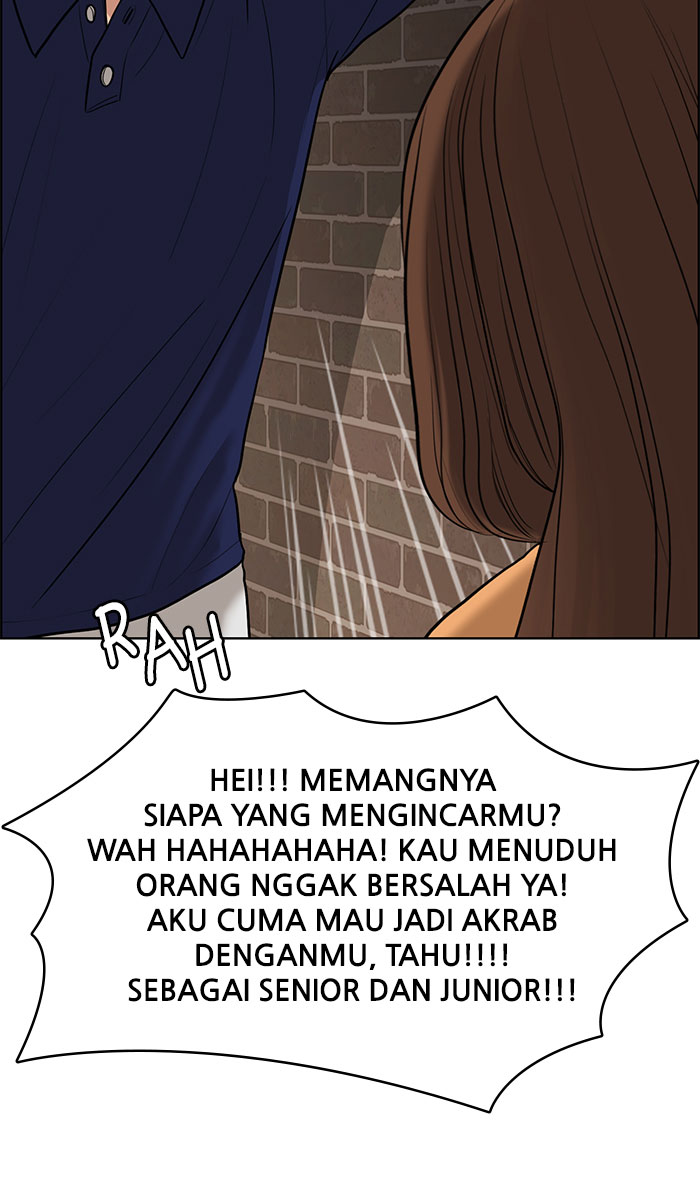 RAH
HEI!!! MEMANGNYA
SIAPA YANG MENGINCARMU?
WAH HAHAHAHAHA! KAU MENUDUH
ORANG NGGAK BERSALAH YA!
AKU CUMA MAU JADI AKRAB
DENGANMU, TAHU!!!!
SEBAGAI SENIOR DAN JUNIOR!!!